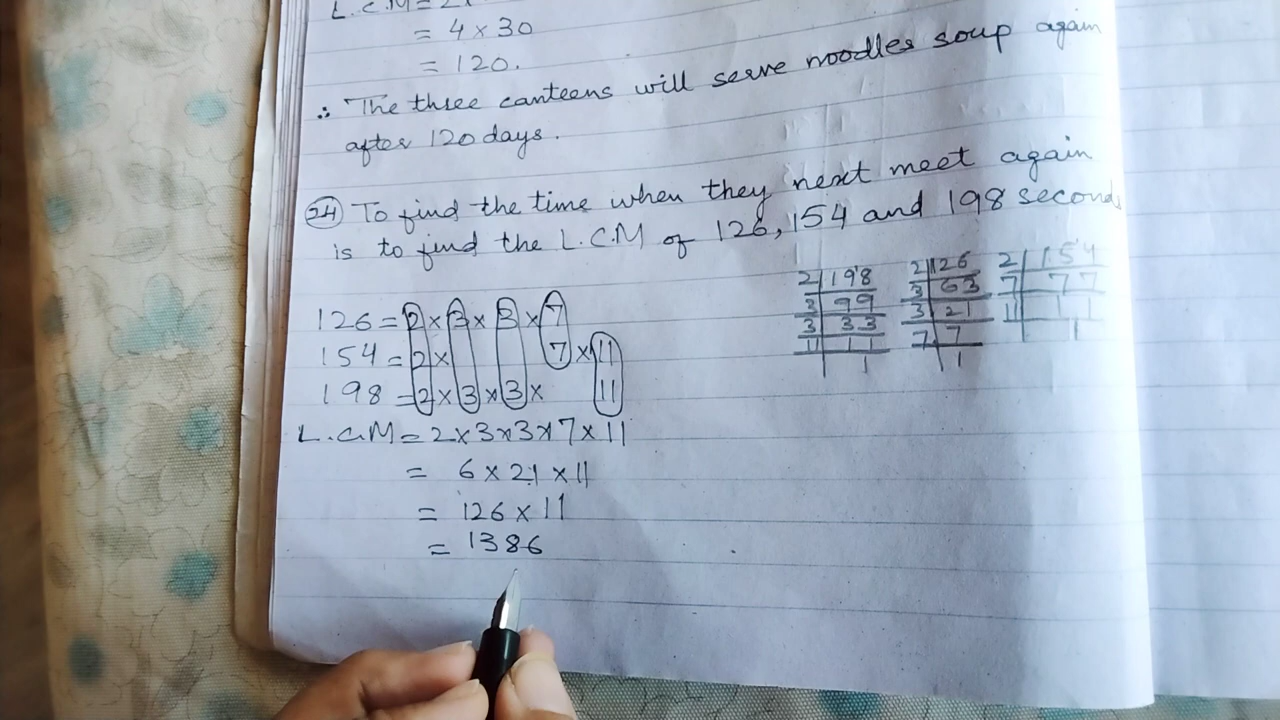 L.C.M = 2
= 4 × 30
= 120.
∴ The three canteens will serve noodles soup again
after 120 days.
24 To find the time when they next meet again
is to find the L.C.M of 126, 154 and 198 seconds
126 = 2 × 3 × 3 × 7
154 = 2 × 7 × 11
198 = 2 × 3 × 3 × 11
L.C.M = 2 × 3 × 3 × 7 × 11
= 6 × 21 × 11
= 126 × 11
= 1386
2 | 198
3 | 99
3 | 33
11 | 11
1
2 | 126
3 | 63
3 | 21
7 | 7
1
2 | 154
7 | 77
11 | 11
1